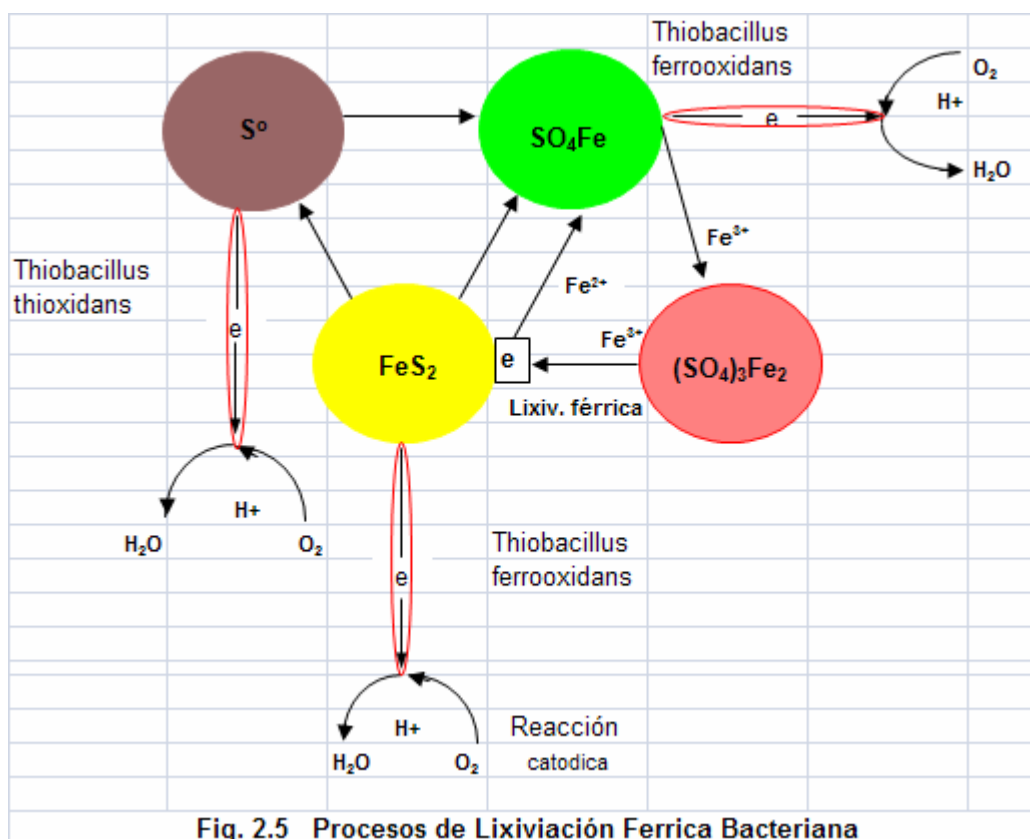 Thiobacillus
ferrooxidans
O₂
H+
e
H₂O
Sº
SO₄Fe
Fe³⁺
Thiobacillus
thioxidans
e
Fe²⁺
FeS₂
e
Fe³⁺
(SO₄)₃Fe₂
Lixiv. férrica
H+
H₂O
O₂
Thiobacillus
ferrooxidans
e
H+
H₂O
O₂
Reacción
catodica
Fig. 2.5 Procesos de Lixiviación Ferrica Bacteriana